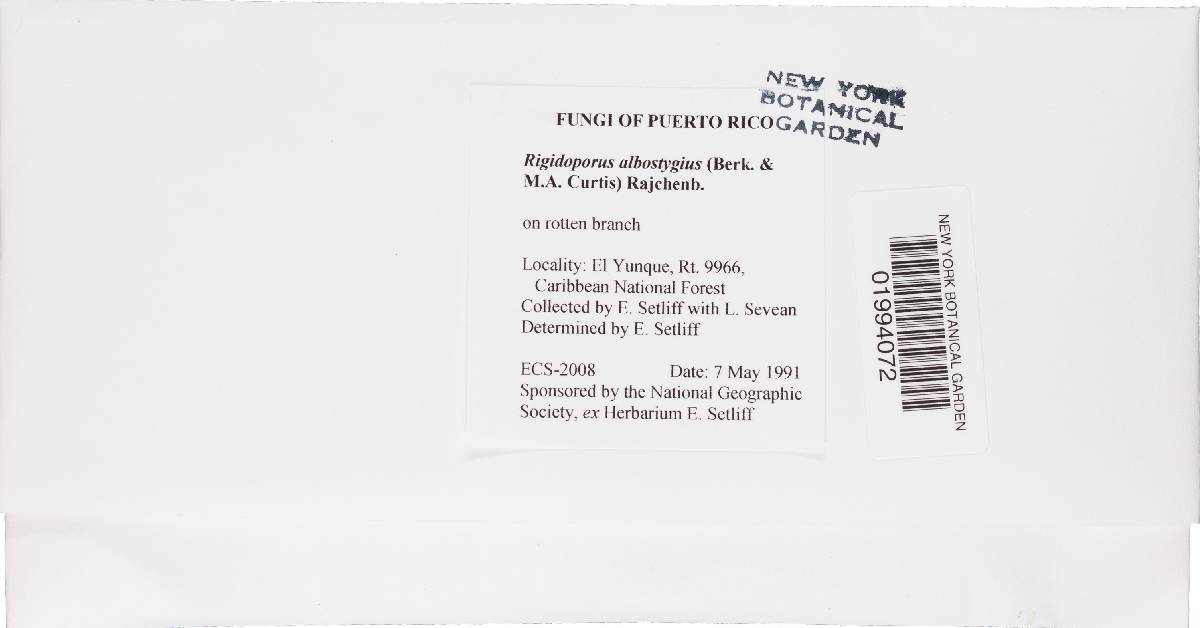 NEW YORK
BOTANICAL
GARDEN
FUNGI OF PUERTO RICO
Rigidoporus albostygius (Berk. &
M.A. Curtis) Rajchenb.
on rotten branch
Locality: El Yunque, Rt. 9966,
Caribbean National Forest
Collected by E. Setliff with L. Sevean
Determined by E. Setliff
ECS-2008 Date: 7 May 1991
Sponsored by the National Geographic
Society, ex Herbarium E. Setliff
NEW YORK BOTANICAL GARDEN
01994072